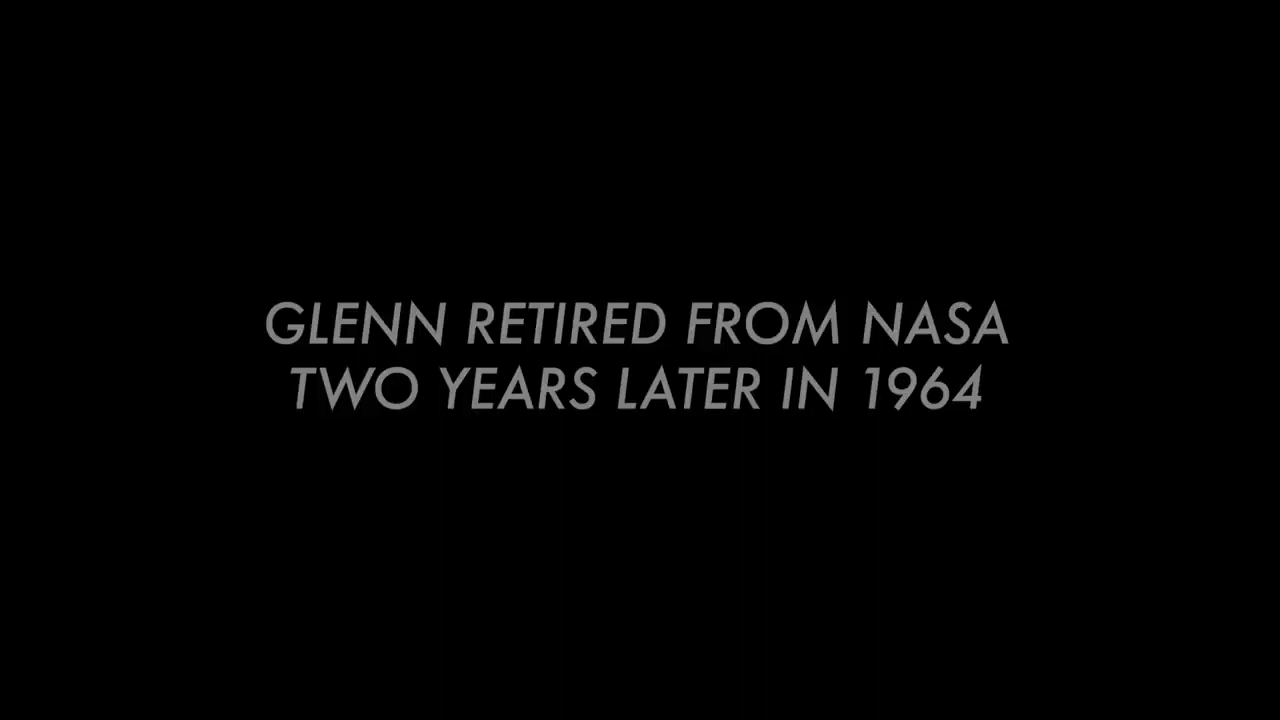 GLENN RETIRED FROM NASA
TWO YEARS LATER IN 1964